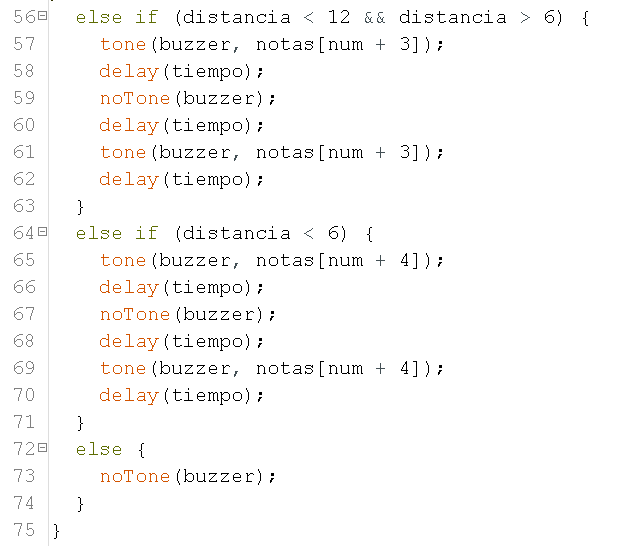 56 else if (distancia < 12 && distancia > 6) {
57 tone(buzzer, notas[num + 3]);
58 delay(tiempo);
59 noTone(buzzer);
60 delay(tiempo);
61 tone(buzzer, notas[num + 3]);
62 delay(tiempo);
63 }
64 else if (distancia < 6) {
65 tone(buzzer, notas[num + 4]);
66 delay(tiempo);
67 noTone(buzzer);
68 delay(tiempo);
69 tone(buzzer, notas[num + 4]);
70 delay(tiempo);
71 }
72 else {
73 noTone(buzzer);
74 }
75 }